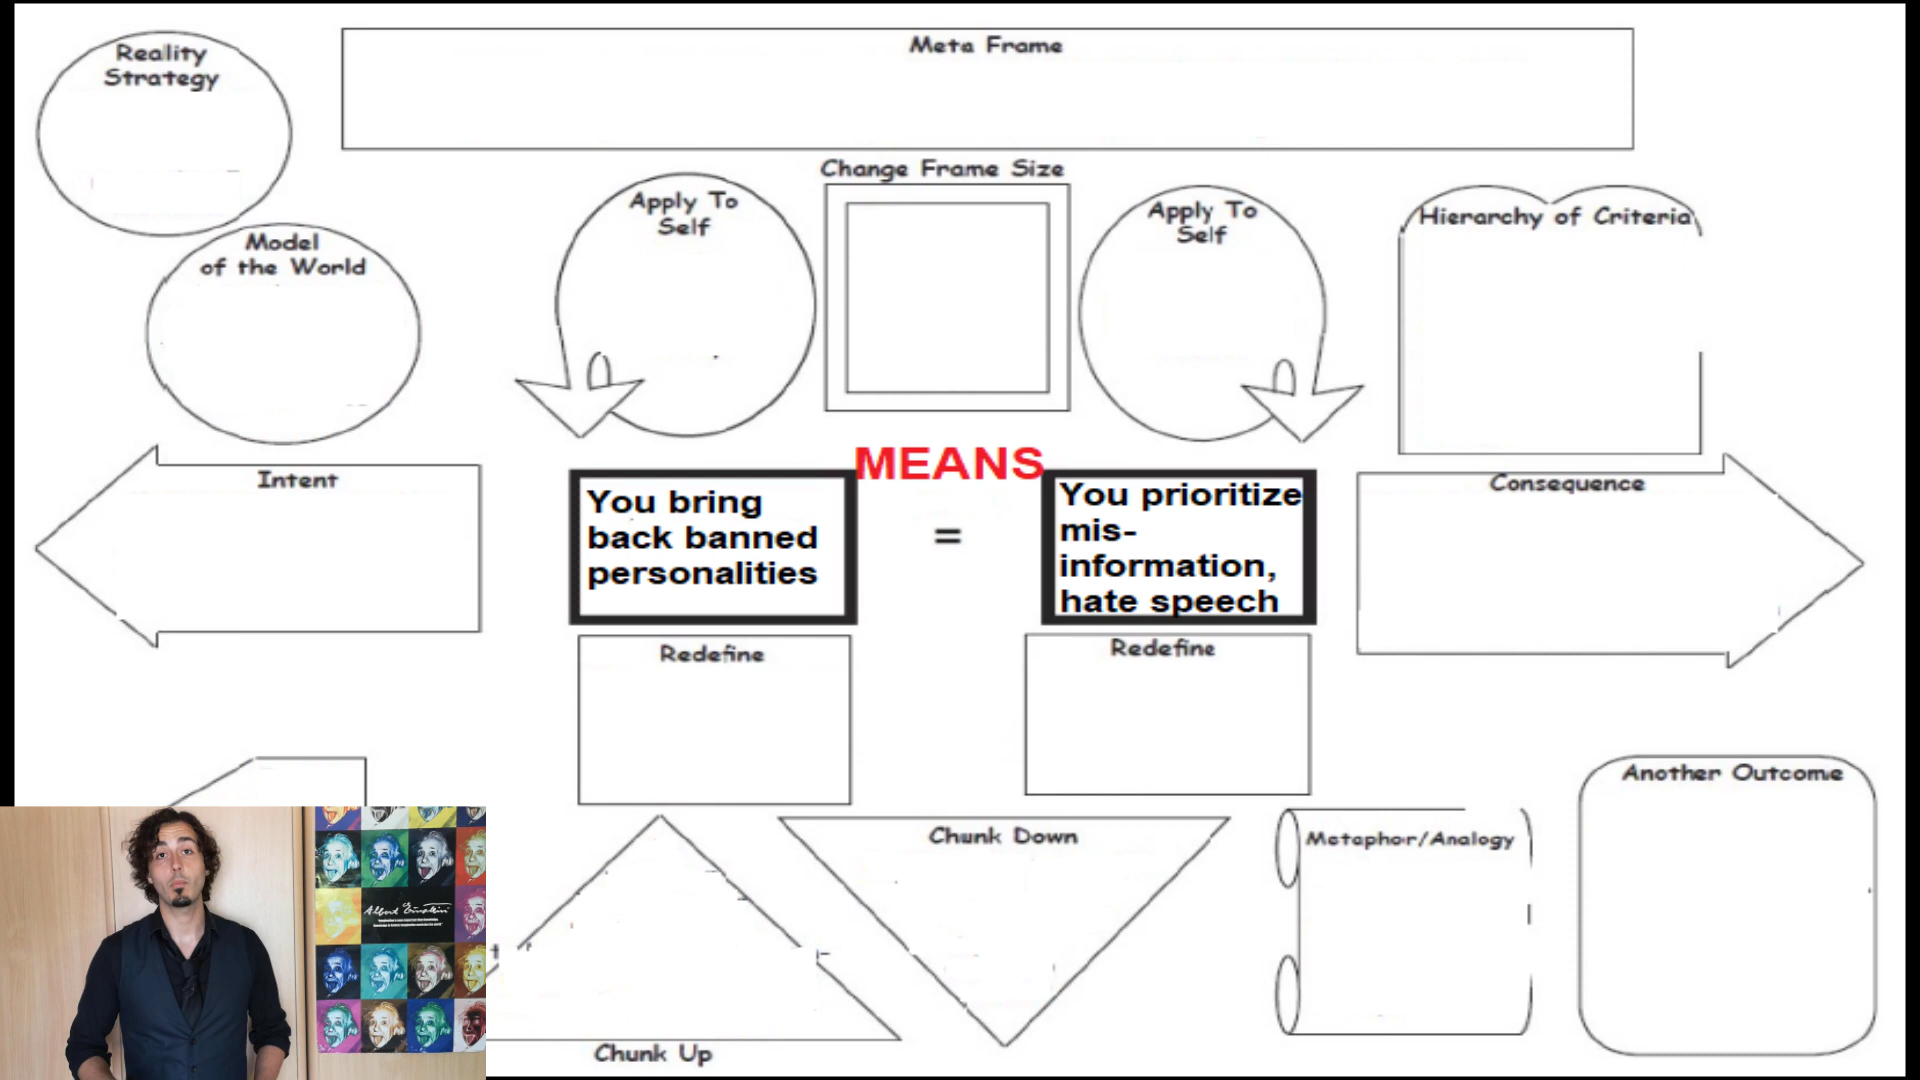 Reality
Strategy
Meta Frame
Change Frame Size
Apply To
Self
Apply To
Self
Hierarchy of Criteria
Model
of the World
MEANS
Intent
You bring
back banned
personalities
=
You prioritize
mis-
information,
hate speech
Consequence
Redefine
Redefine
Another Outcome
Chunk Down
Metaphor/Analogy
Albert Einstein
Chunk Up